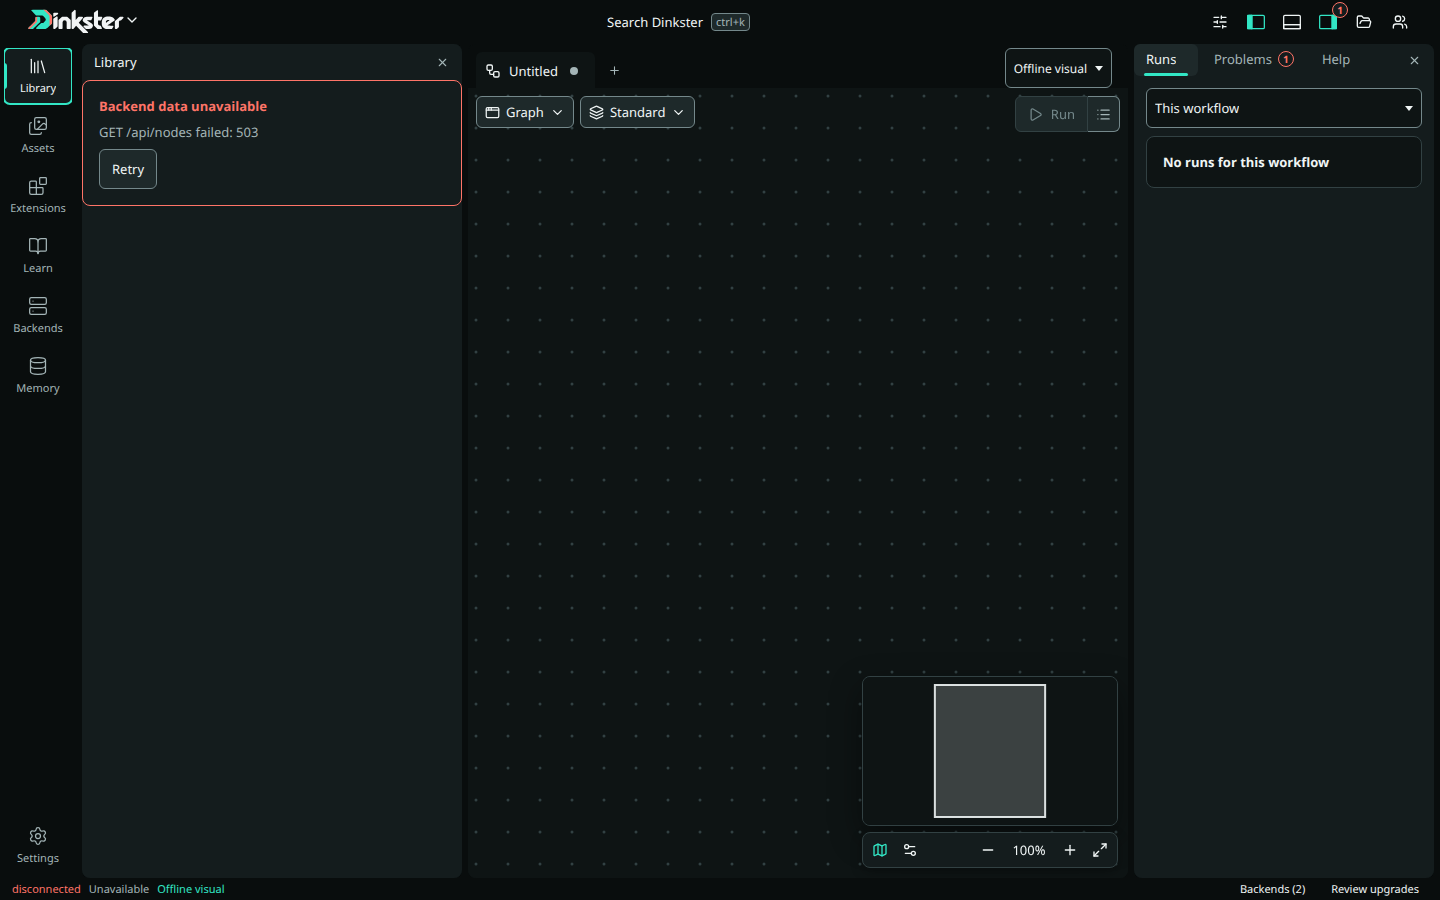 Dinkster
Search Dinkster ctrl+k
1
Library
Assets
Extensions
Learn
Backends
Memory
Settings
Library
Backend data unavailable
GET /api/nodes failed: 503
Retry
Untitled
Offline visual
Graph
Standard
Run
100%
Runs
Problems 1
Help
This workflow
No runs for this workflow
disconnected Unavailable Offline visual
Backends (2) Review upgrades